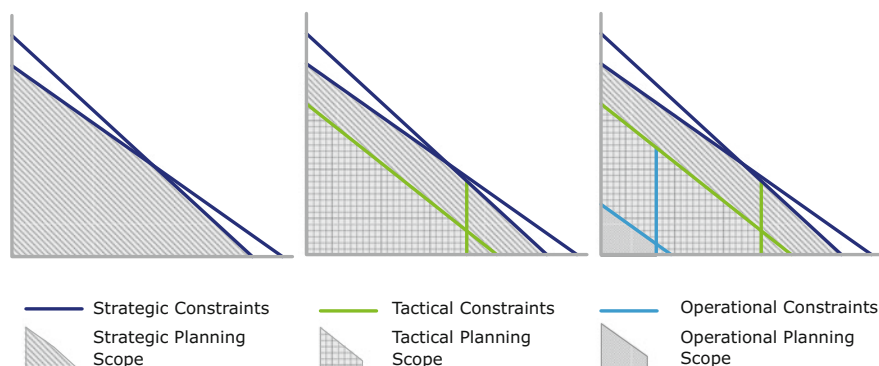 Strategic Constraints
Tactical Constraints
Operational Constraints
Strategic Planning
Scope
Tactical Planning
Scope
Operational Planning
Scope